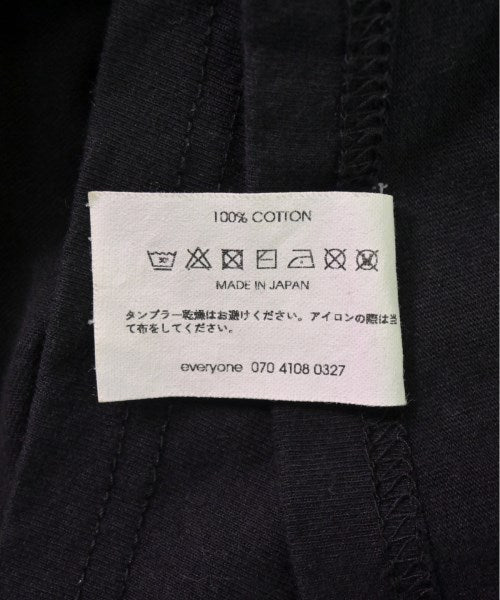 100% COTTON
30°
MADE IN JAPAN
タンブラー乾燥はお避けください。アイロンの際は当
て布をしてください。
everyone 070 4108 0327